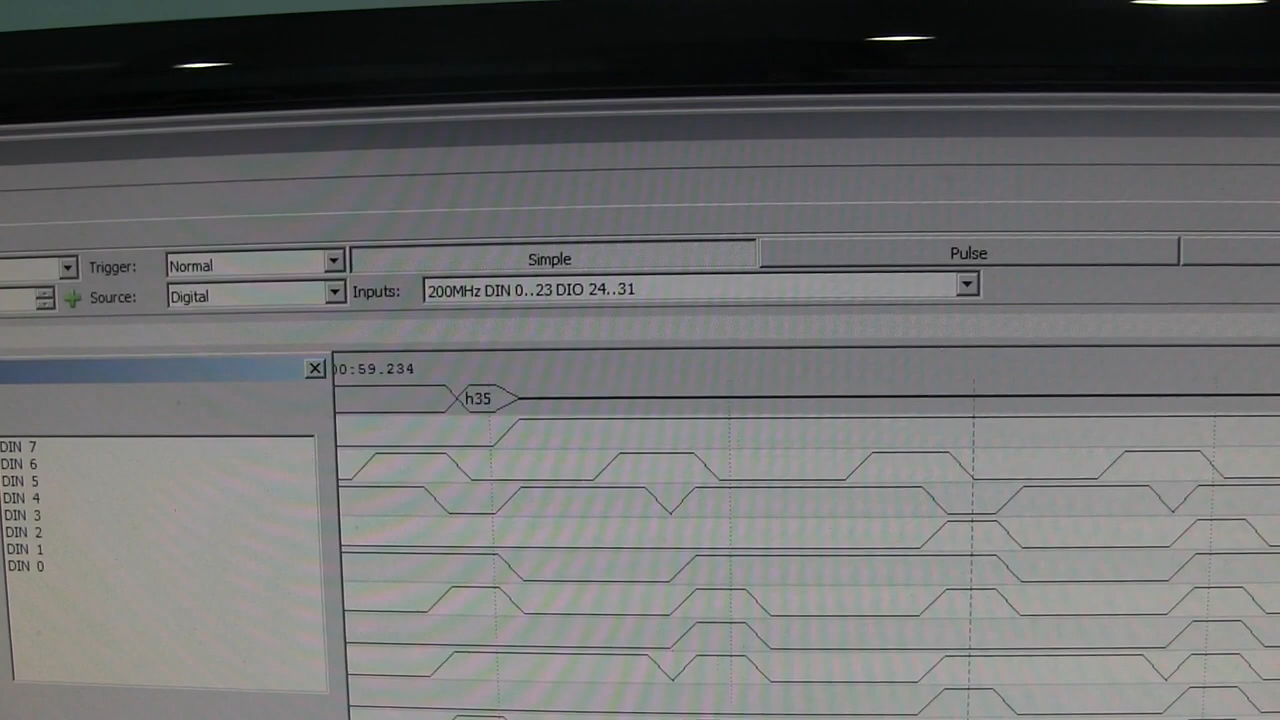 Trigger: Normal Simple Pulse
Source: Digital Inputs: 200MHz DIN 0..23 DIO 24..31
00:59.234
h35
DIN 7
DIN 6
DIN 5
DIN 4
DIN 3
DIN 2
DIN 1
DIN 0